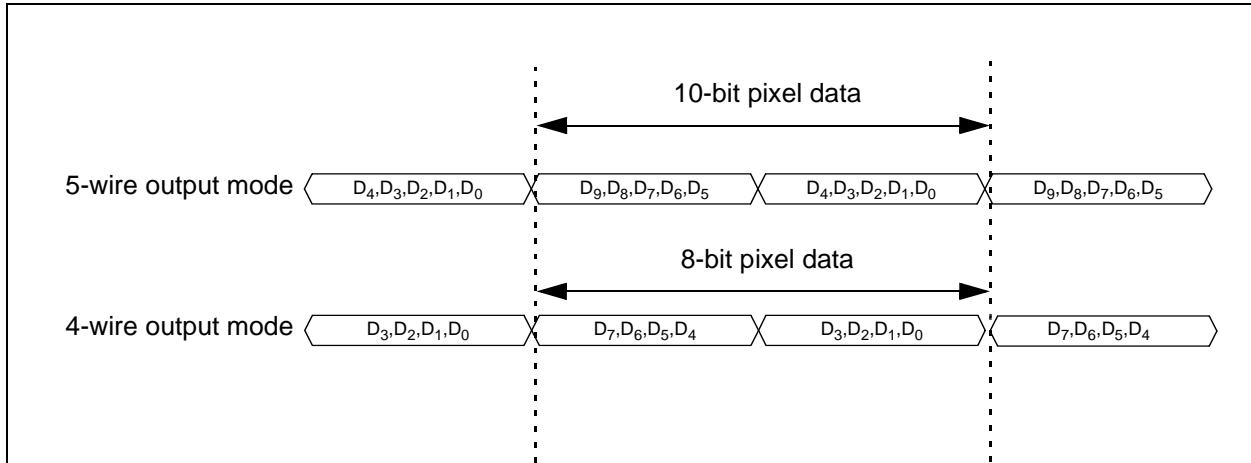 10-bit pixel data
5-wire output mode D₄,D₃,D₂,D₁,D₀ D₉,D₈,D₇,D₆,D₅ D₄,D₃,D₂,D₁,D₀ D₉,D₈,D₇,D₆,D₅
8-bit pixel data
4-wire output mode D₃,D₂,D₁,D₀ D₇,D₆,D₅,D₄ D₃,D₂,D₁,D₀ D₇,D₆,D₅,D₄